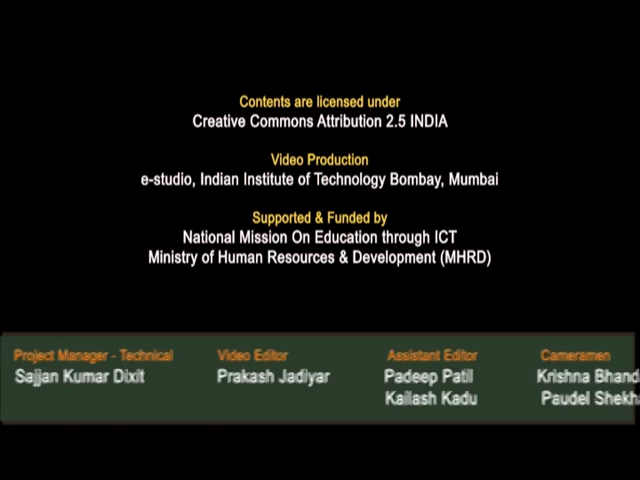 Contents are licensed under
Creative Commons Attribution 2.5 INDIA
Video Production
e-studio, Indian Institute of Technology Bombay, Mumbai
Supported & Funded by
National Mission On Education through ICT
Ministry of Human Resources & Development (MHRD)
Project Manager - Technical Video Editor Assistant Editor Cameramen
Sajjan Kumar Dixit Prakash Jadiyar Padeep Patil Krishna
Kailash Kadu Paudel